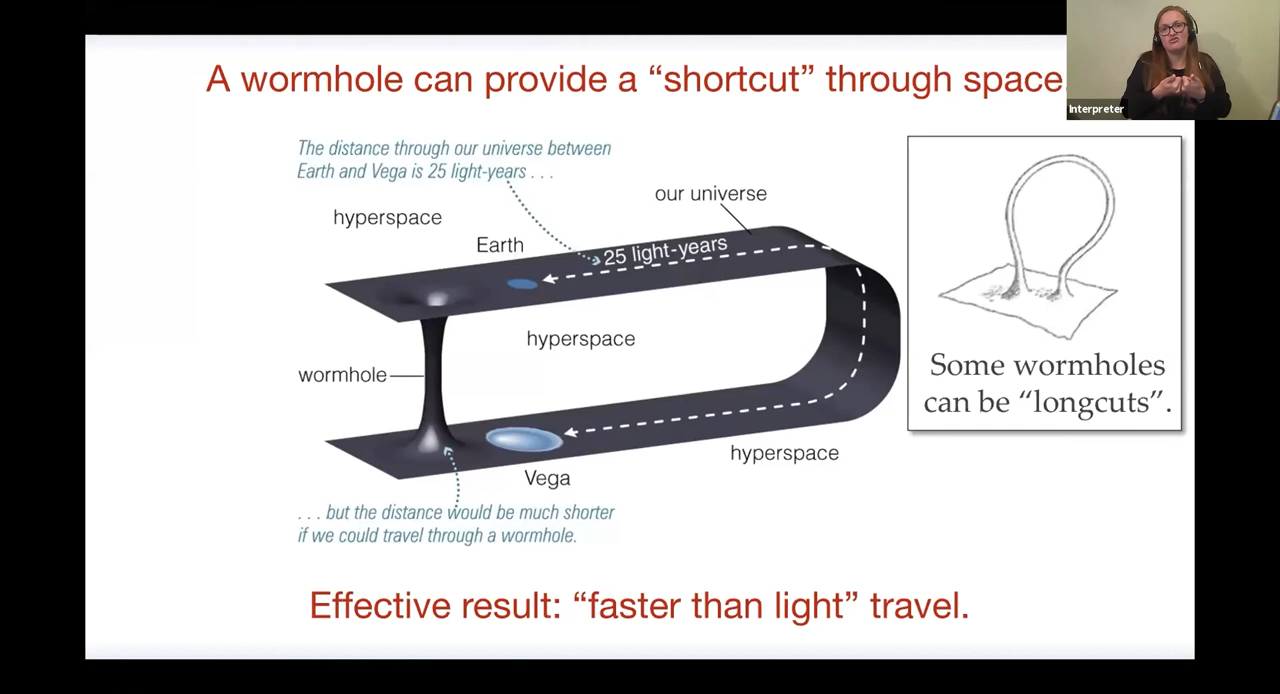 A wormhole can provide a “shortcut” through space
Interpreter
The distance through our universe between
Earth and Vega is 25 light-years . . .
our universe
hyperspace
Earth
25 light-years
hyperspace
wormhole
Some wormholes
can be “longcuts”.
hyperspace
Vega
. . . but the distance would be much shorter
if we could travel through a wormhole.
Effective result: “faster than light” travel.